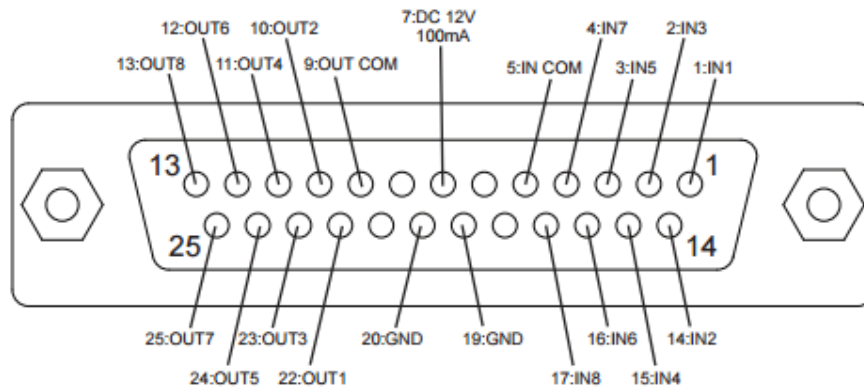 12:OUT6
10:OUT2
7:DC 12V
100mA
4:IN7
2:IN3
13:OUT8
11:OUT4
9:OUT COM
5:IN COM
3:IN5
1:IN1
13
1
25
14
25:OUT7
23:OUT3
20:GND
19:GND
16:IN6
14:IN2
24:OUT5
22:OUT1
17:IN8
15:IN4